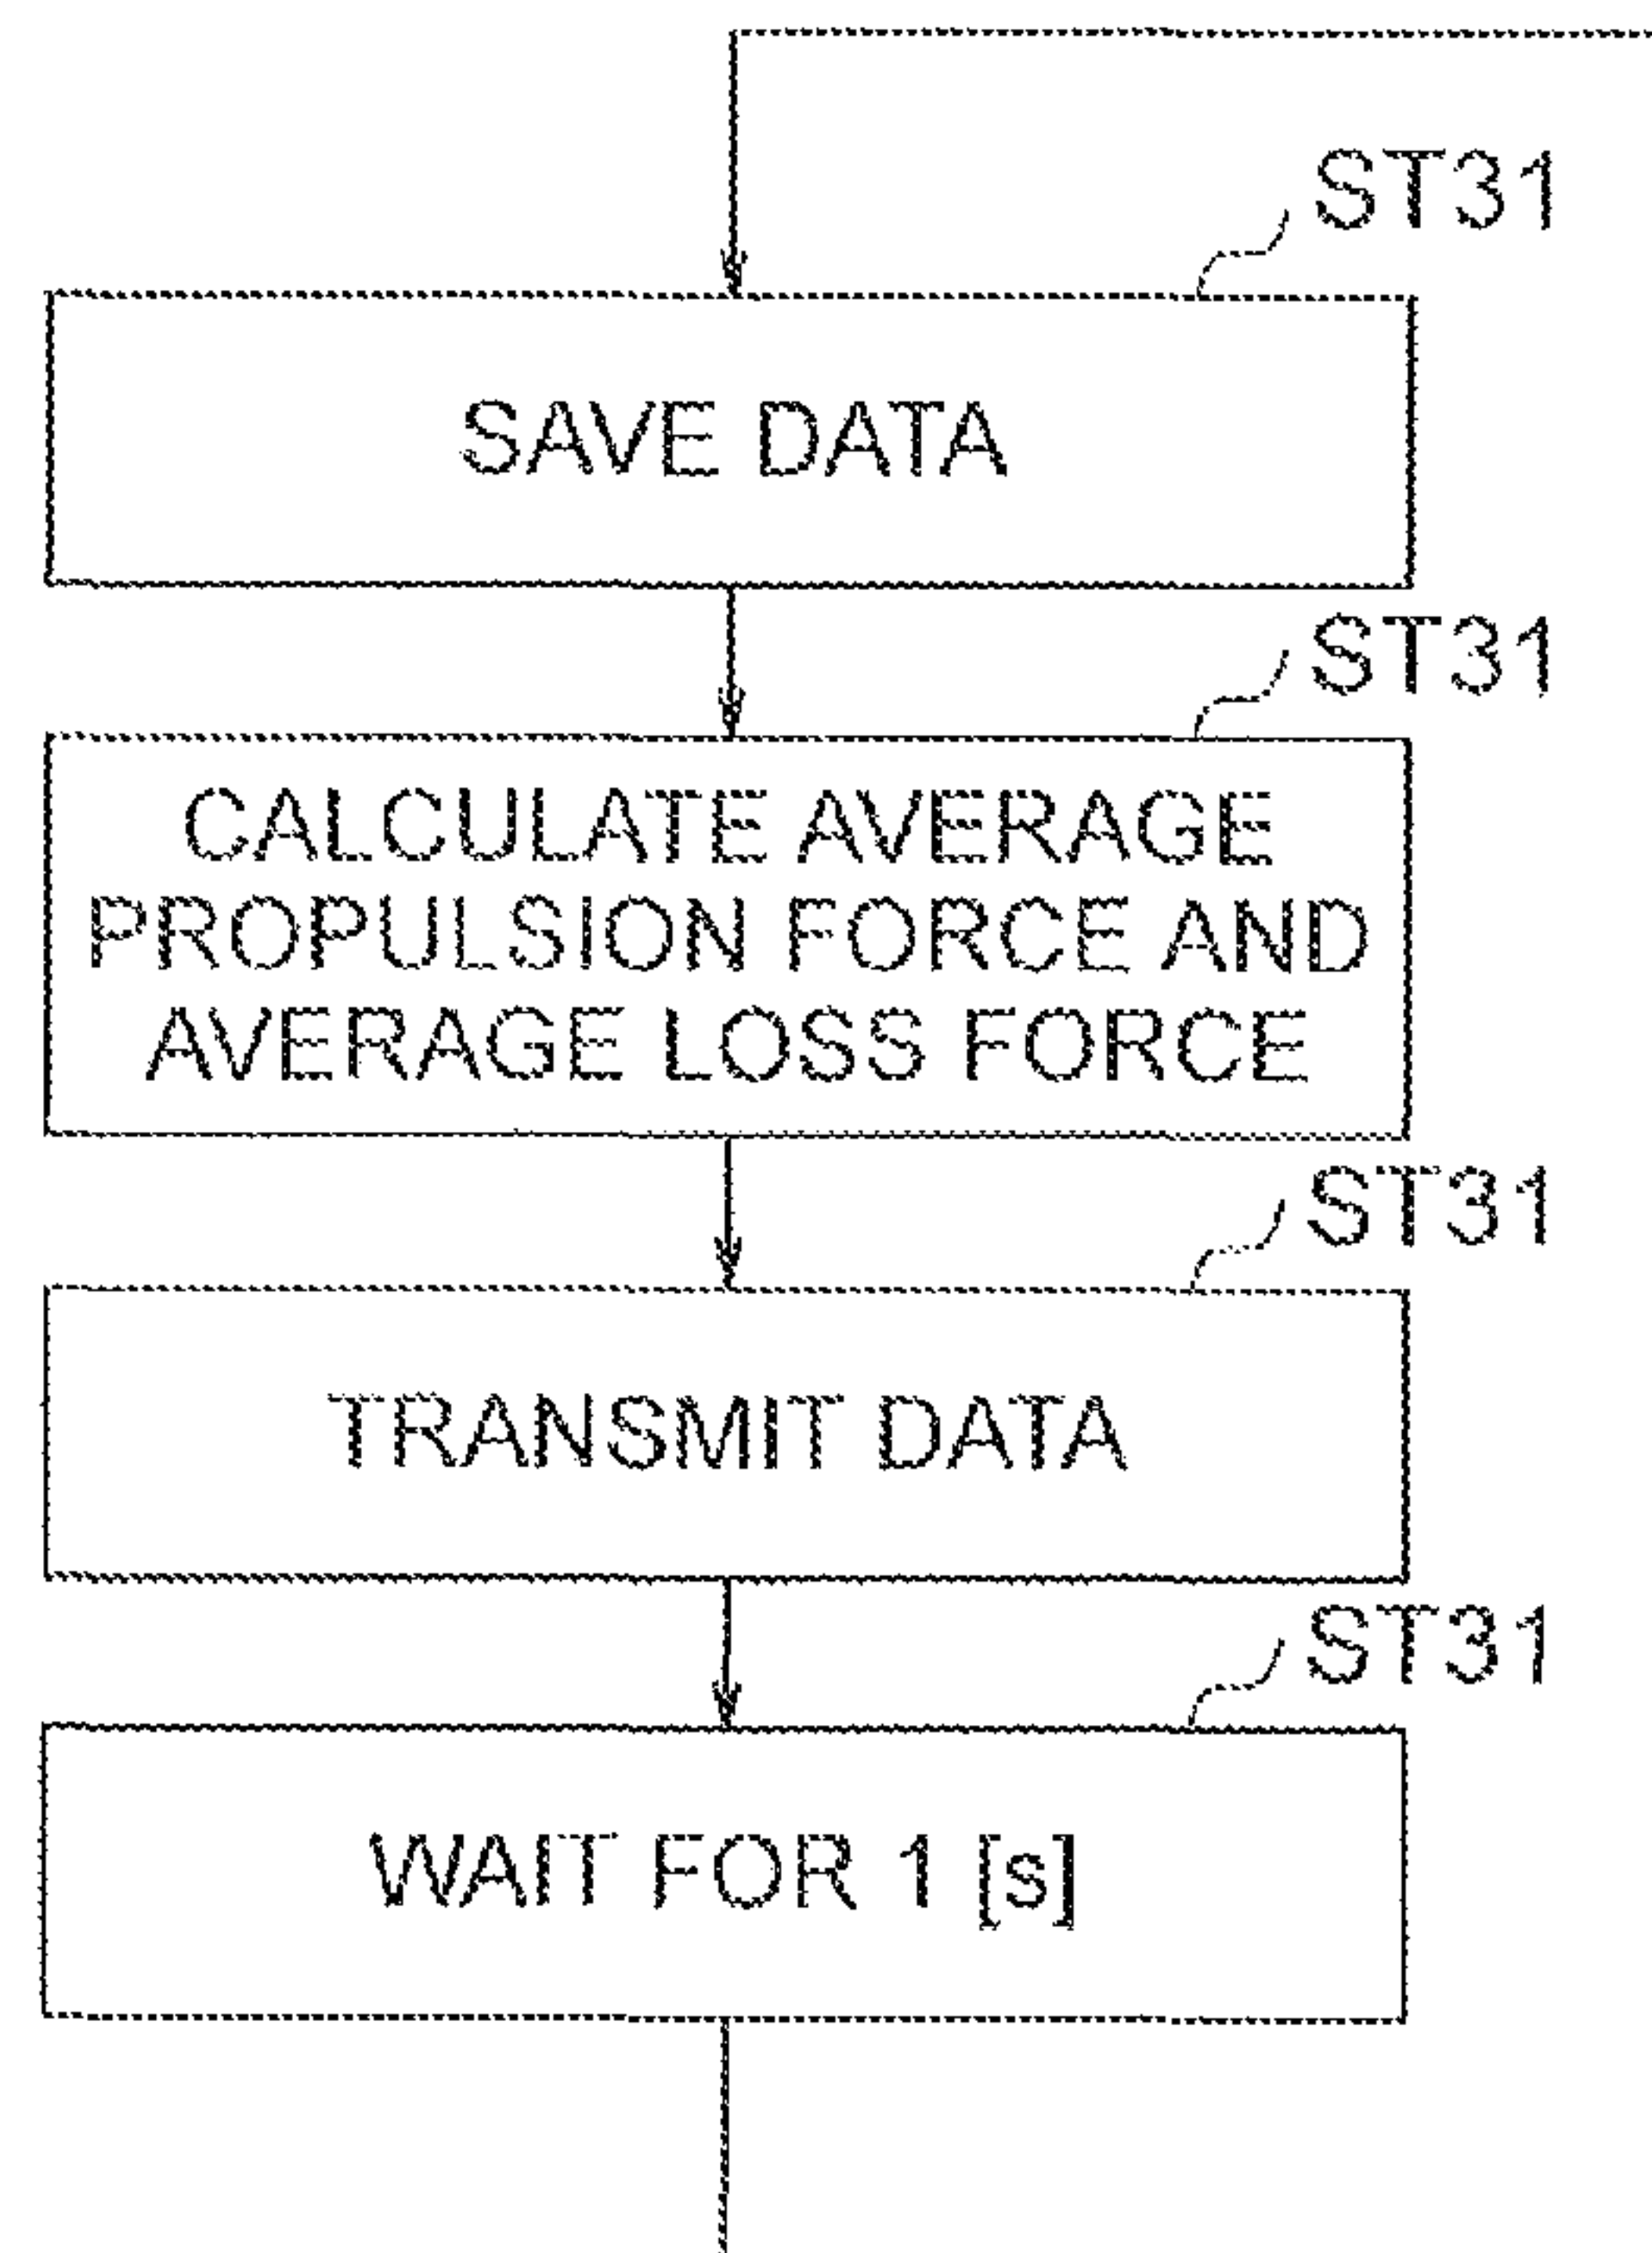 ST31
SAVE DATA
ST31
CALCULATE AVERAGE
PROPULSION FORCE AND
AVERAGE LOSS FORCE
ST31
TRANSMIT DATA
ST31
WAIT FOR 1 [s]